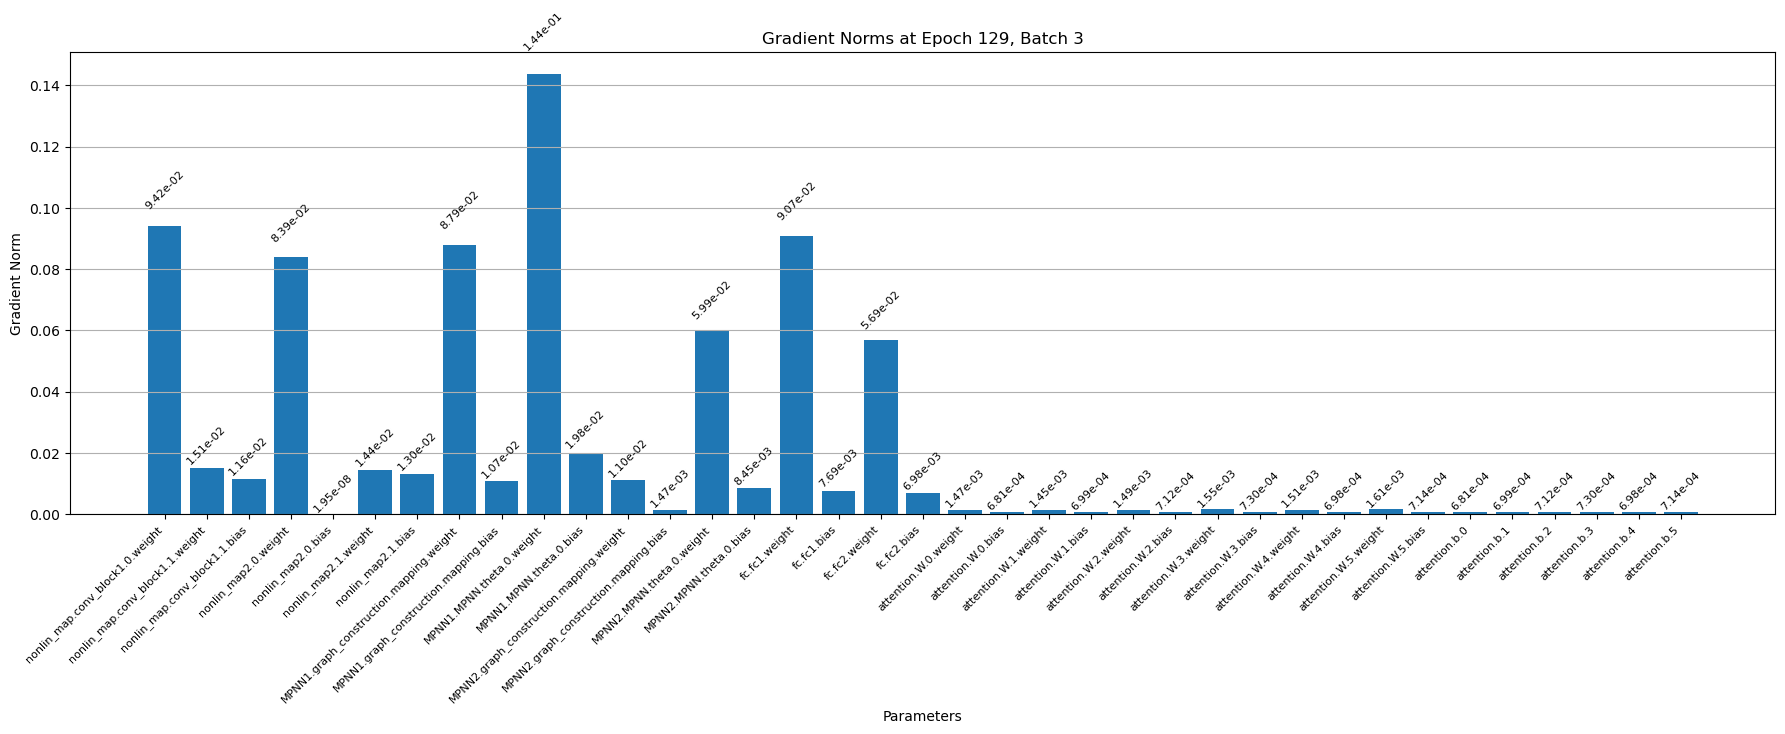 Gradient Norms at Epoch 129, Batch 3
Gradient Norm
0.14
0.12
0.10
0.08
0.06
0.04
0.02
0.00
9.42e-02
1.51e-02
1.16e-02
8.39e-02
1.95e-08
1.44e-02
1.30e-02
8.79e-02
1.07e-02
1.44e-01
1.98e-02
1.10e-02
1.47e-03
5.99e-02
8.45e-03
9.07e-02
7.69e-03
5.69e-02
6.98e-03
1.47e-03
6.81e-04
1.45e-03
6.99e-04
1.49e-03
7.12e-04
1.55e-03
7.30e-04
1.51e-03
6.98e-04
1.61e-03
7.14e-04
6.81e-04
6.99e-04
7.12e-04
7.30e-04
6.98e-04
7.14e-04
nonlin_map.conv_block1.0.weight
nonlin_map.conv_block1.1.weight
nonlin_map.conv_block1.1.bias
nonlin_map2.0.weight
nonlin_map2.0.bias
nonlin_map2.1.weight
nonlin_map2.1.bias
MPNN1.graph_construction.mapping.weight
MPNN1.graph_construction.mapping.bias
MPNN1.MPNN.theta.0.weight
MPNN1.MPNN.theta.0.bias
MPNN2.graph_construction.mapping.weight
MPNN2.graph_construction.mapping.bias
MPNN2.MPNN.theta.0.weight
MPNN2.MPNN.theta.0.bias
fc.fc1.weight
fc.fc1.bias
fc.fc2.weight
fc.fc2.bias
attention.W.0.weight
attention.W.0.bias
attention.W.1.weight
attention.W.1.bias
attention.W.2.weight
attention.W.2.bias
attention.W.3.weight
attention.W.3.bias
attention.W.4.weight
attention.W.4.bias
attention.W.5.weight
attention.W.5.bias
attention.b.0
attention.b.1
attention.b.2
attention.b.3
attention.b.4
attention.b.5
Parameters